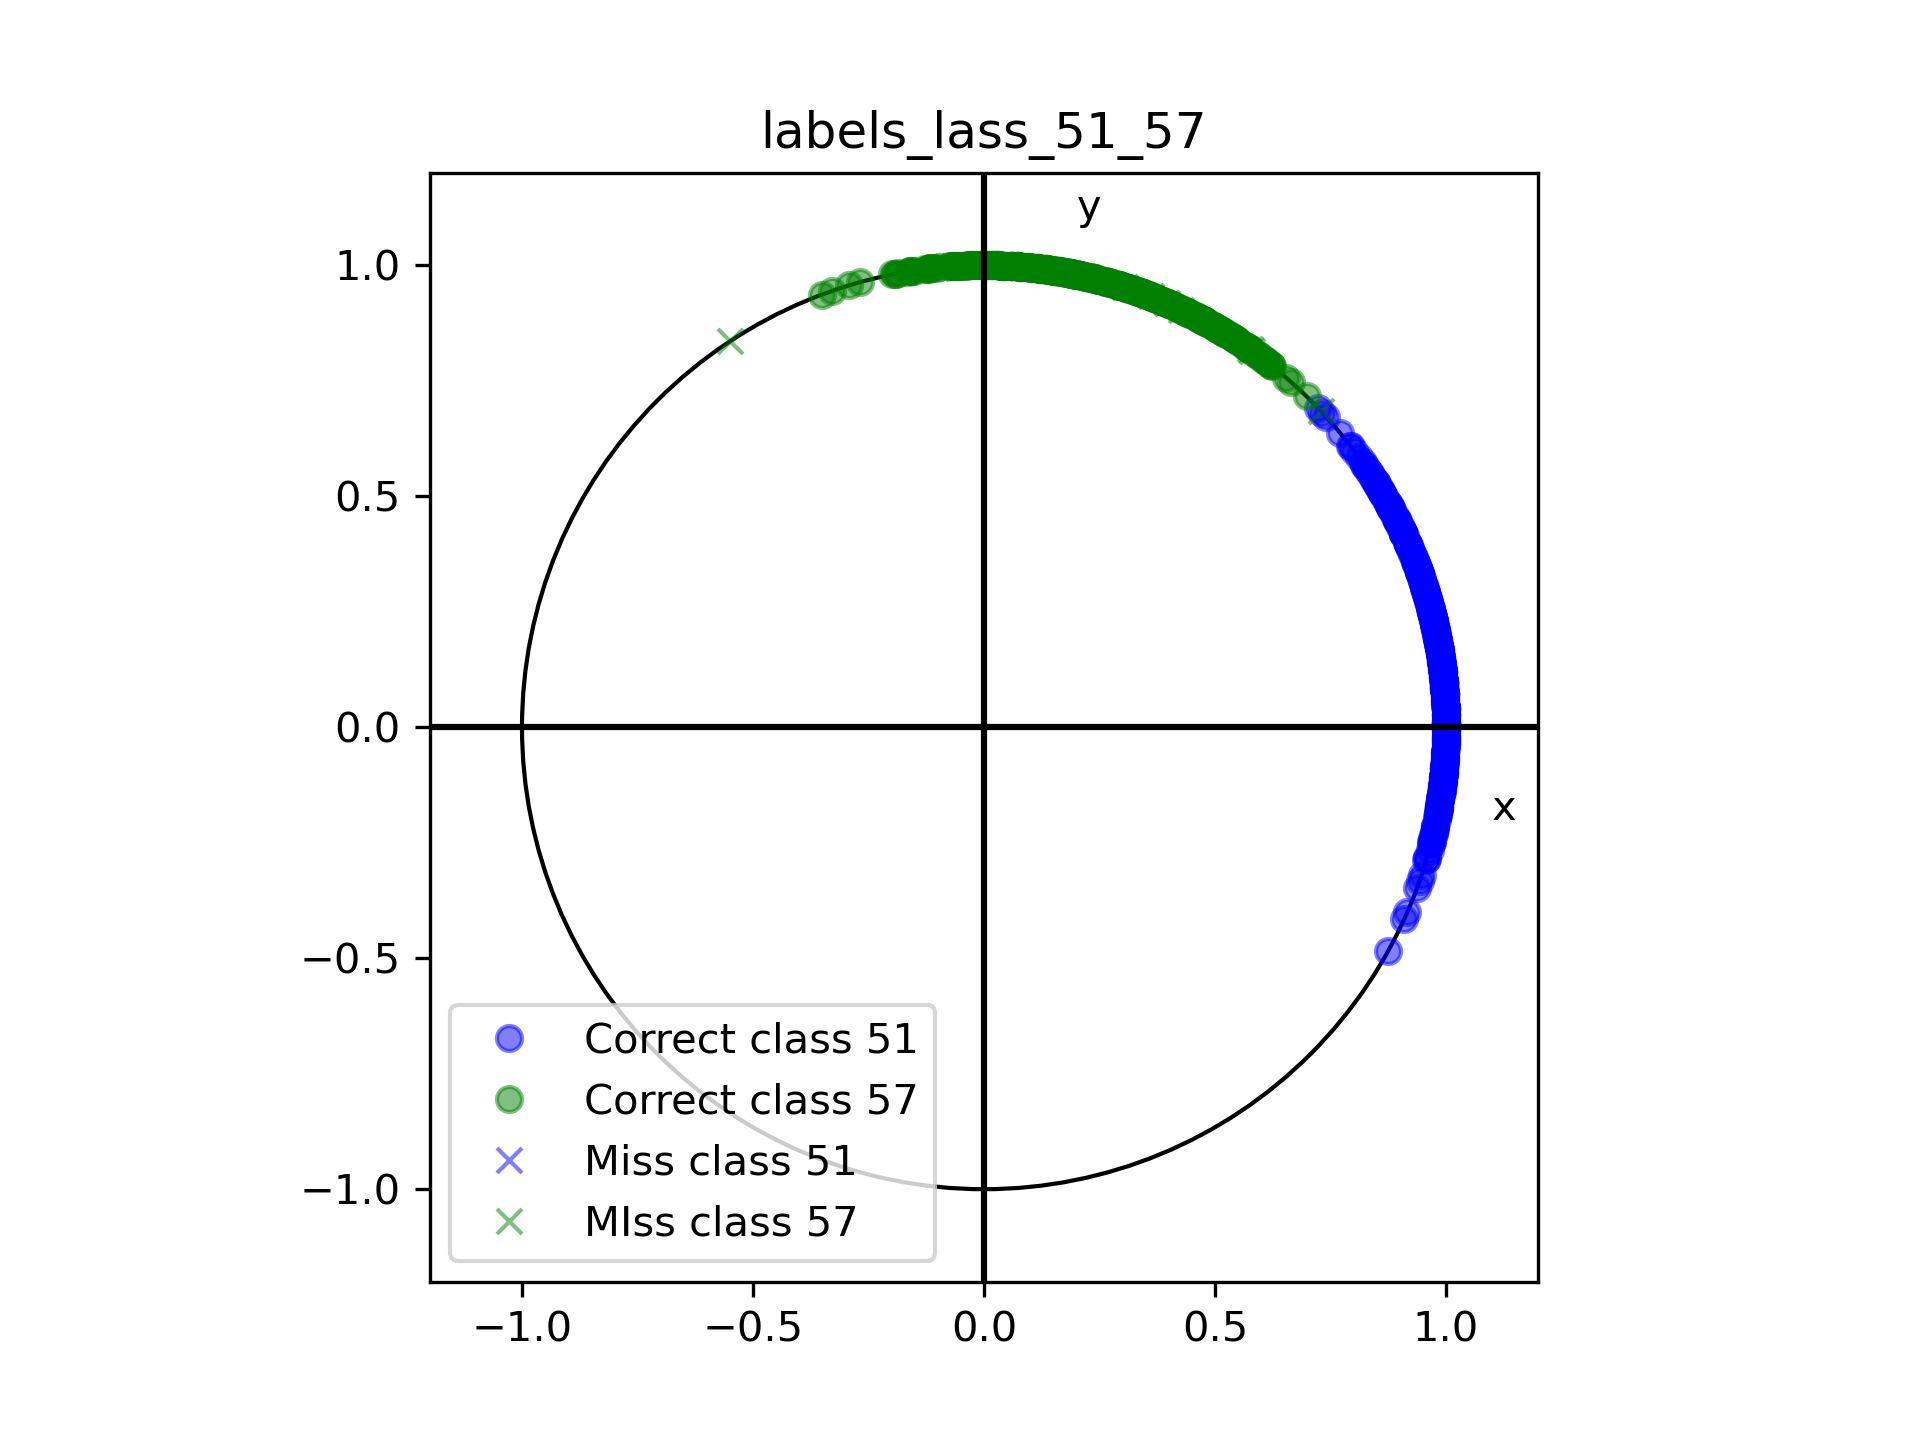 labels_lass_51_57
y
1.0
0.5
0.0
x
−0.5
−1.0
Correct class 51
Correct class 57
Miss class 51
MIss class 57
−1.0 −0.5 0.0 0.5 1.0